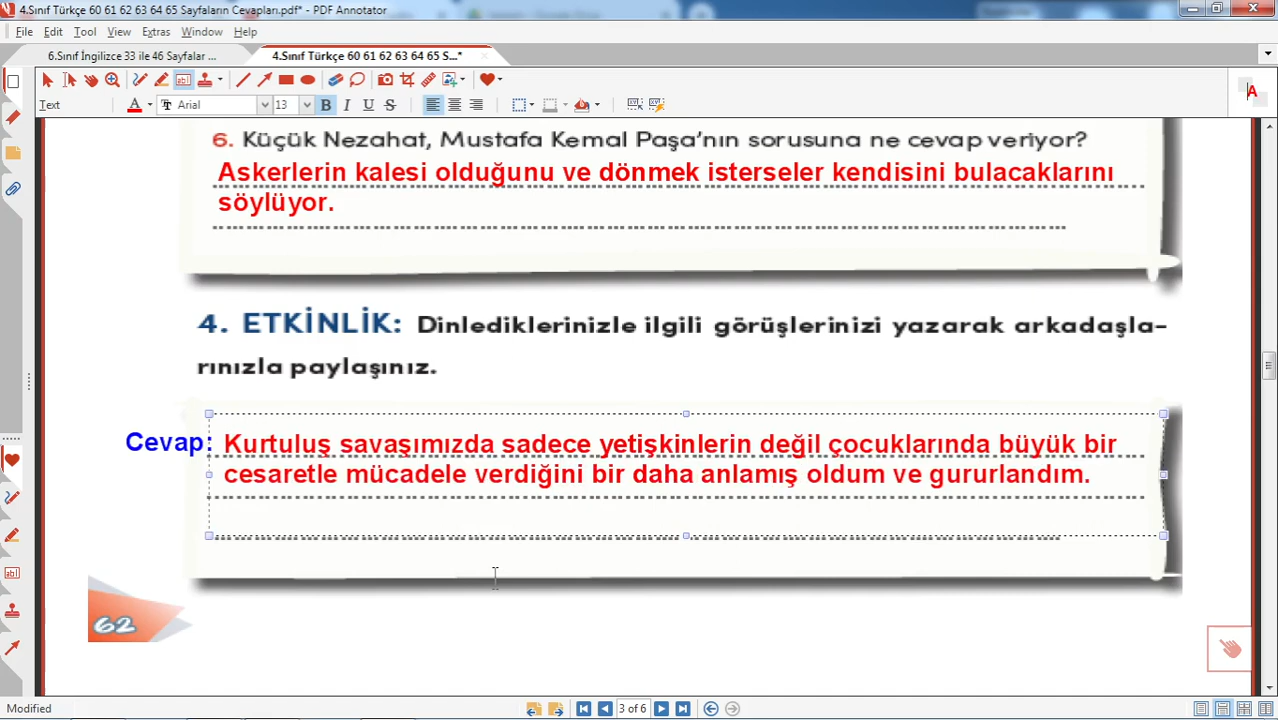 4.Sınıf Türkçe 60 61 62 63 64 65 Sayfaların Cevapları.pdf* - PDF Annotator
File Edit Tool View Extras Window Help
6.Sınıf İngilizce 33 ile 46 Sayfalar ... 4.Sınıf Türkçe 60 61 62 63 64 65 S...*
Text Arial 13 B I U S
A
6. Küçük Nezahat, Mustafa Kemal Paşa’nın sorusuna ne cevap veriyor?
Askerlerin kalesi olduğunu ve dönmek isterseler kendisini bulacaklarını
söylüyor.
4. ETKİNLİK: Dinlediklerinizle ilgili görüşlerinizi yazarak arkadaşla-
rınızla paylaşınız.
Cevap: Kurtuluş savaşımızda sadece yetişkinlerin değil çocuklarında büyük bir
cesaretle mücadele verdiğini bir daha anlamış oldum ve gururlandım.
62
Modified 3 of 6